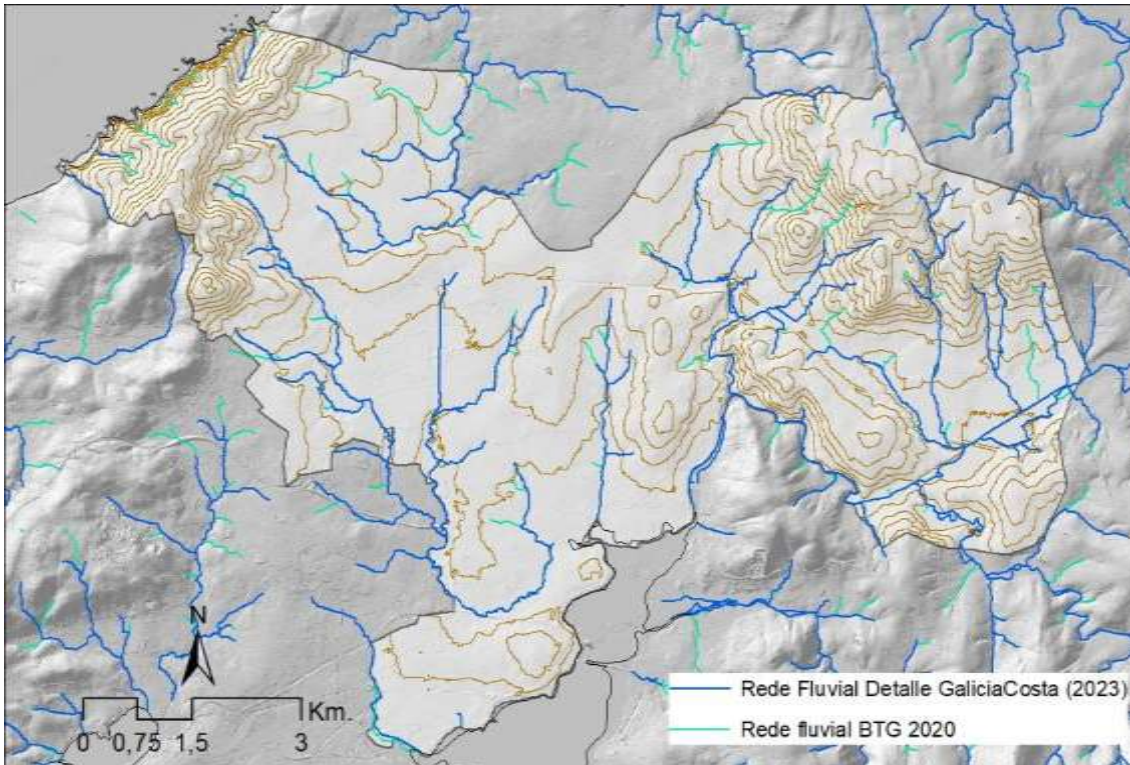 N
Km.
0 0,75 1,5 3
Rede Fluvial Detalle GaliciaCosta (2023)
Rede fluvial BTG 2020